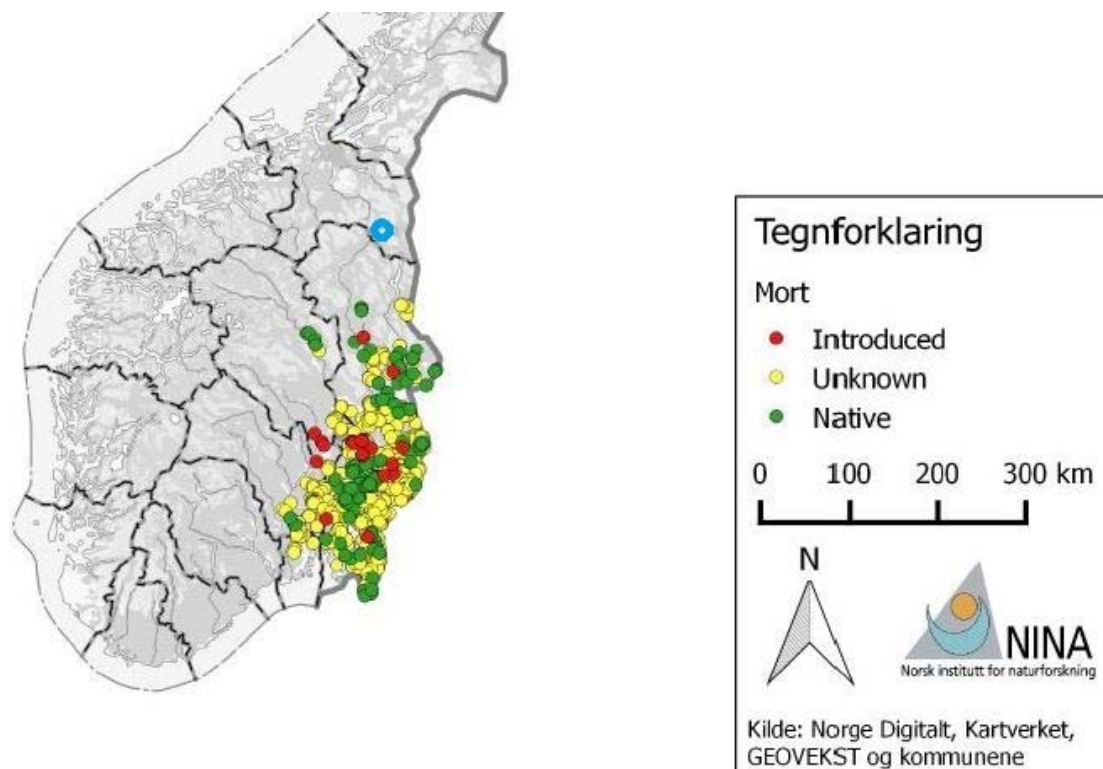 Tegnforklaring
Mort
Introduced
Unknown
Native
0 100 200 300 km
N
NINA
Norsk institutt for naturforskning
Kilde: Norge Digitalt, Kartverket,
GEOVEKST og kommunene